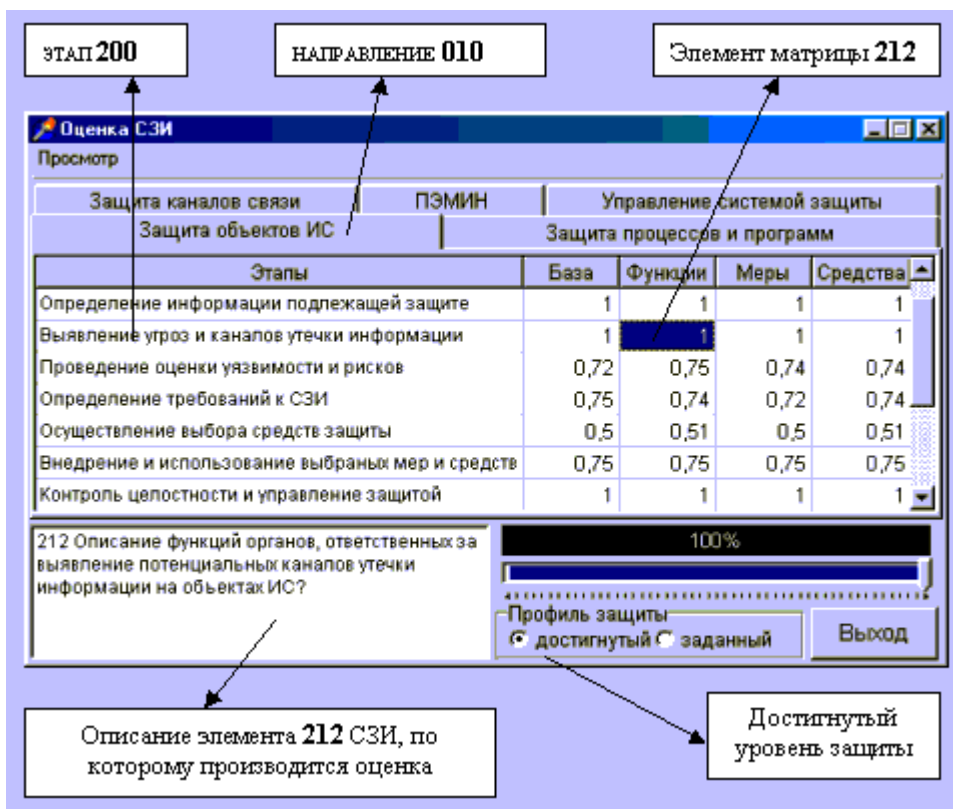 ЭТАП 200
НАПРАВЛЕНИЕ 010
Элемент матрицы 212
Оценка СЗИ
Просмотр
Защита каналов связи ПЭМИН Управление системой защиты
Защита объектов ИС Защита процессов и программ
Этапы База Функции Меры Средства
Определение информации подлежащей защите 1 1 1 1
Выявление угроз и каналов утечки информации 1 1 1 1
Проведение оценки уязвимости и рисков 0,72 0,75 0,74 0,74
Определение требований к СЗИ 0,75 0,74 0,72 0,74
Осуществление выбора средств защиты 0,5 0,51 0,5 0,51
Внедрение и использование выбраных мер и средств 0,75 0,75 0,75 0,75
Контроль целостности и управление защитой 1 1 1 1
212 Описание функций органов, ответственных за
выявление потенциальных каналов утечки
информации на объектах ИС?
100%
Профиль защиты
достигнутый заданный
Выход
Описание элемента 212 СЗИ, по
которому производится оценка
Достигнутый
уровень защиты